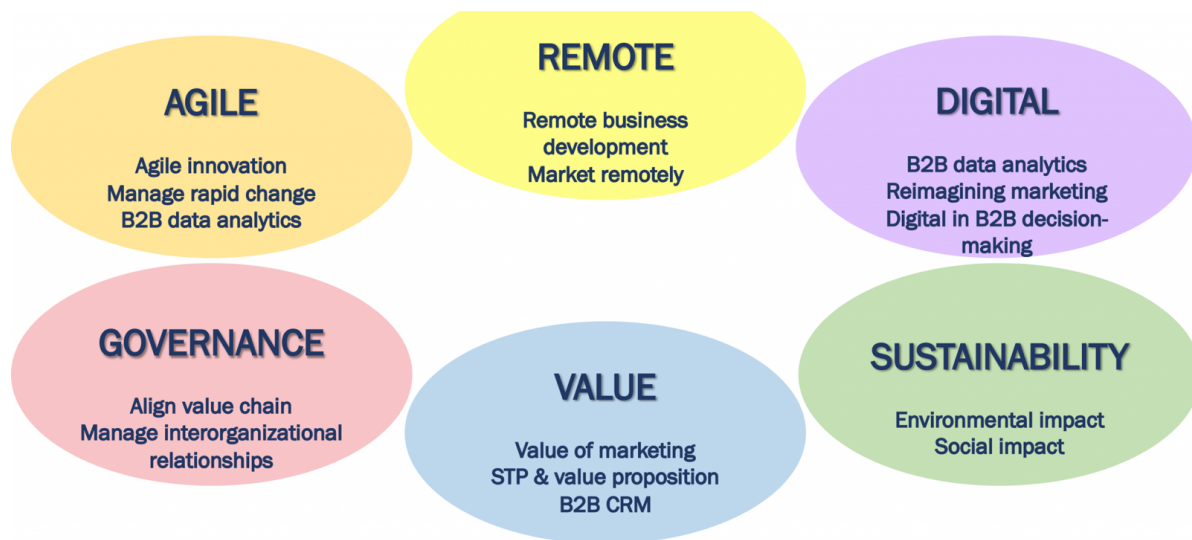 AGILE
Agile innovation
Manage rapid change
B2B data analytics
REMOTE
Remote business
development
Market remotely
DIGITAL
B2B data analytics
Reimagining marketing
Digital in B2B decision-
making
GOVERNANCE
Align value chain
Manage interorganizational
relationships
VALUE
Value of marketing
STP & value proposition
B2B CRM
SUSTAINABILITY
Environmental impact
Social impact